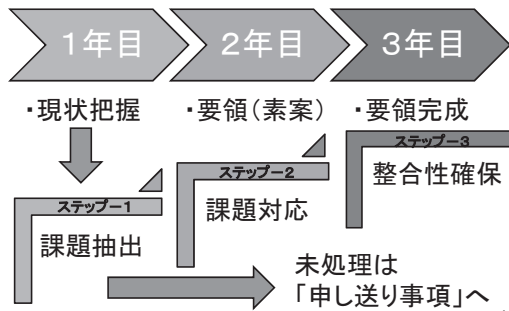 1年目
2年目
3年目
・現状把握
・要領(素案)
・要領完成
ステップー1
課題抽出
ステップー2
課題対応
ステップー3
整合性確保
未処理は
「申し送り事項」へ